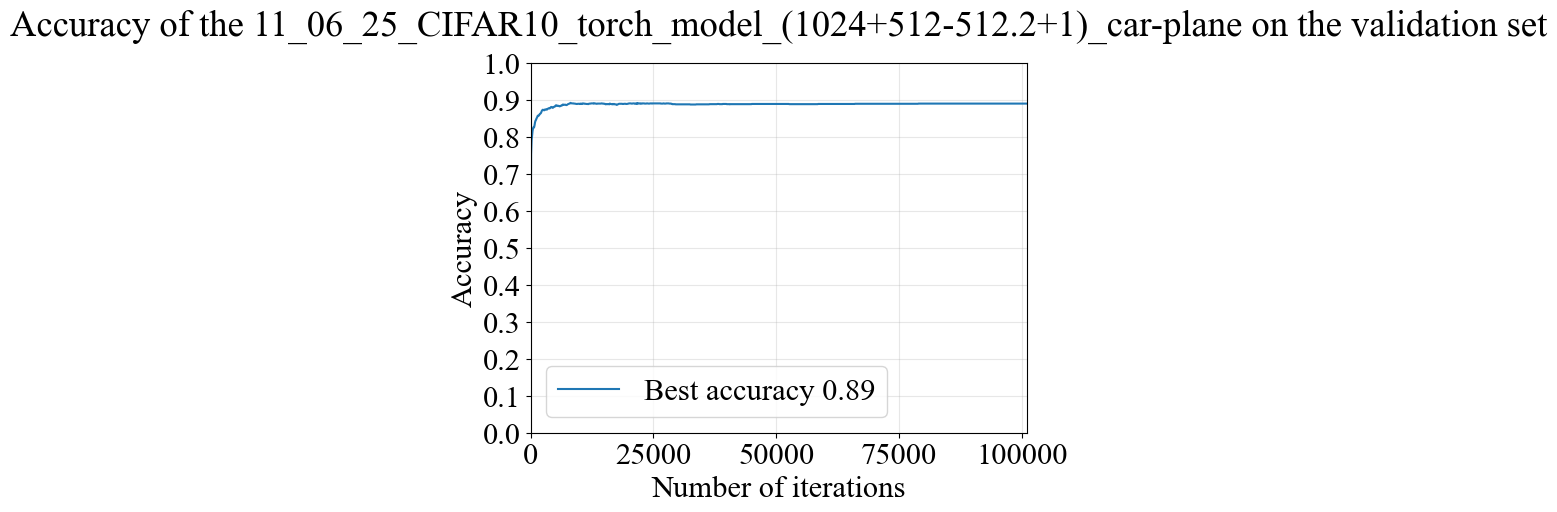 Accuracy of the 11_06_25_CIFAR10_torch_model_(1024+512-512.2+1)_car-plane on the validation set
1.0
0.9
0.8
0.7
0.6
0.5
0.4
0.3
0.2
0.1
0.0
Accuracy
Best accuracy 0.89
0 25000 50000 75000 100000
Number of iterations